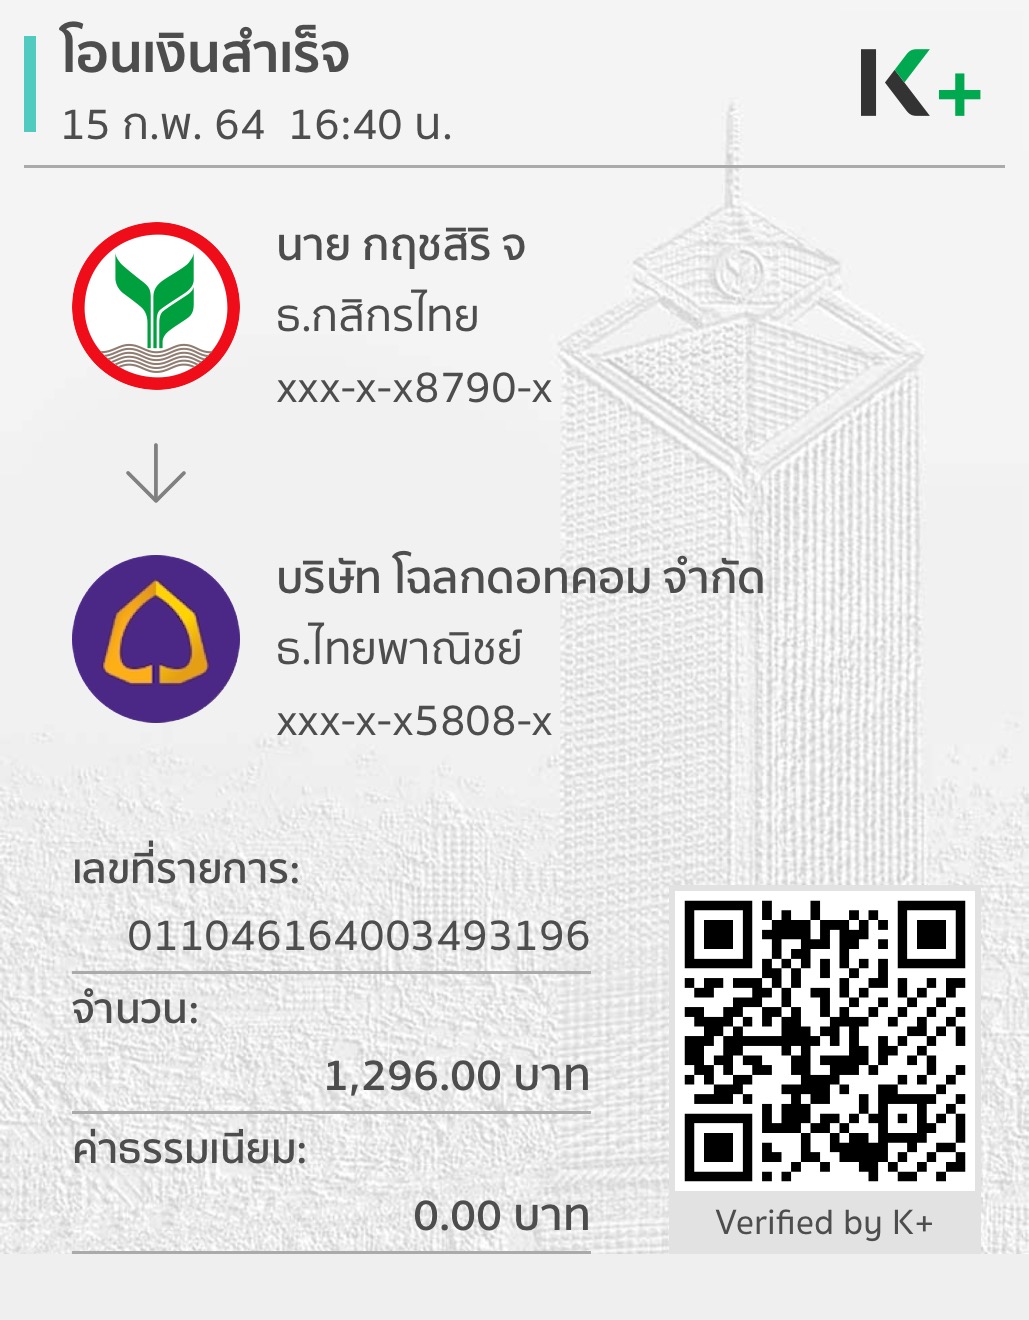 โอนเงินสำเร็จ
15 ก.พ. 64  16:40 น.
K+
นาย กฤชสิริ จ
ธ.กสิกรไทย
xxx-x-x8790-x
บริษัท โฉลกดอทคอม จำกัด
ธ.ไทยพาณิชย์
xxx-x-x5808-x
เลขที่รายการ:
011046164003493196
จำนวน:
1,296.00 บาท
ค่าธรรมเนียม:
0.00 บาท
Verified by K+